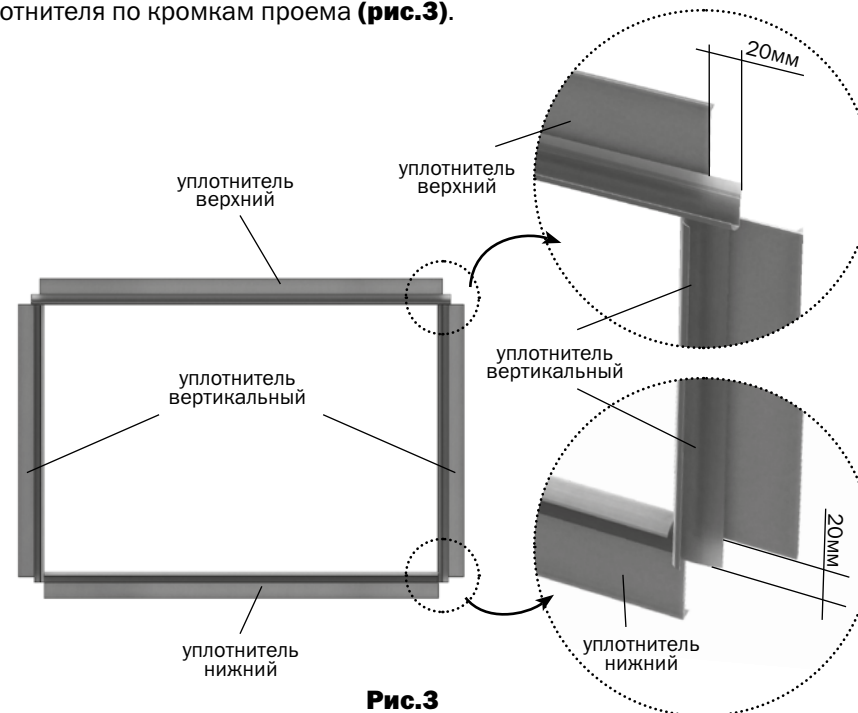 отнителя по кромкам проема (рис.3).
20мм
уплотнитель
верхний
уплотнитель
верхний
уплотнитель
вертикальный
уплотнитель
вертикальный
20мм
уплотнитель
нижний
уплотнитель
нижний
Рис.3